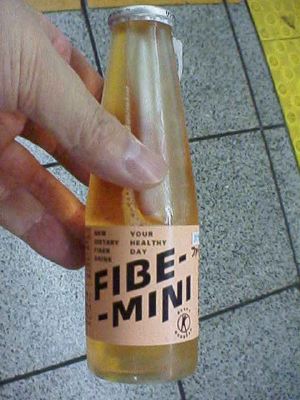 NEW
DIETARY
FIBER
DRINK
YOUR
HEALTHY
DAY
FIBE-
-MINI